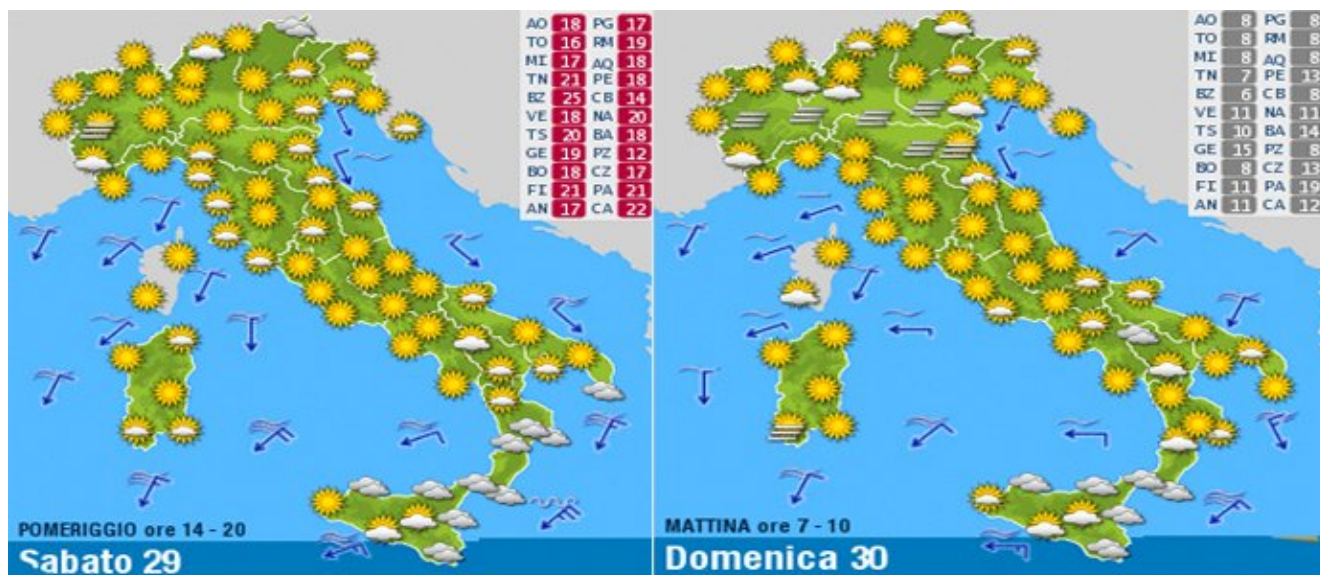 AO 18 PG 17
TO 16 RM 19
MI 17 AQ 18
TN 21 PE 18
BZ 25 CB 14
VE 18 NA 20
TS 20 BA 18
GE 19 PZ 12
BO 18 CZ 17
FI 21 PA 21
AN 17 CA 22
POMERIGGIO ore 14 - 20
Sabato 29
AO 8 PG 8
TO 8 RM 8
MI 8 AQ 8
TN 7 PE 13
BZ 6 CB 8
VE 11 NA 11
TS 10 BA 14
GE 15 PZ 8
BO 8 CZ 13
FI 11 PA 19
AN 11 CA 12
MATTINA ore 7 - 10
Domenica 30